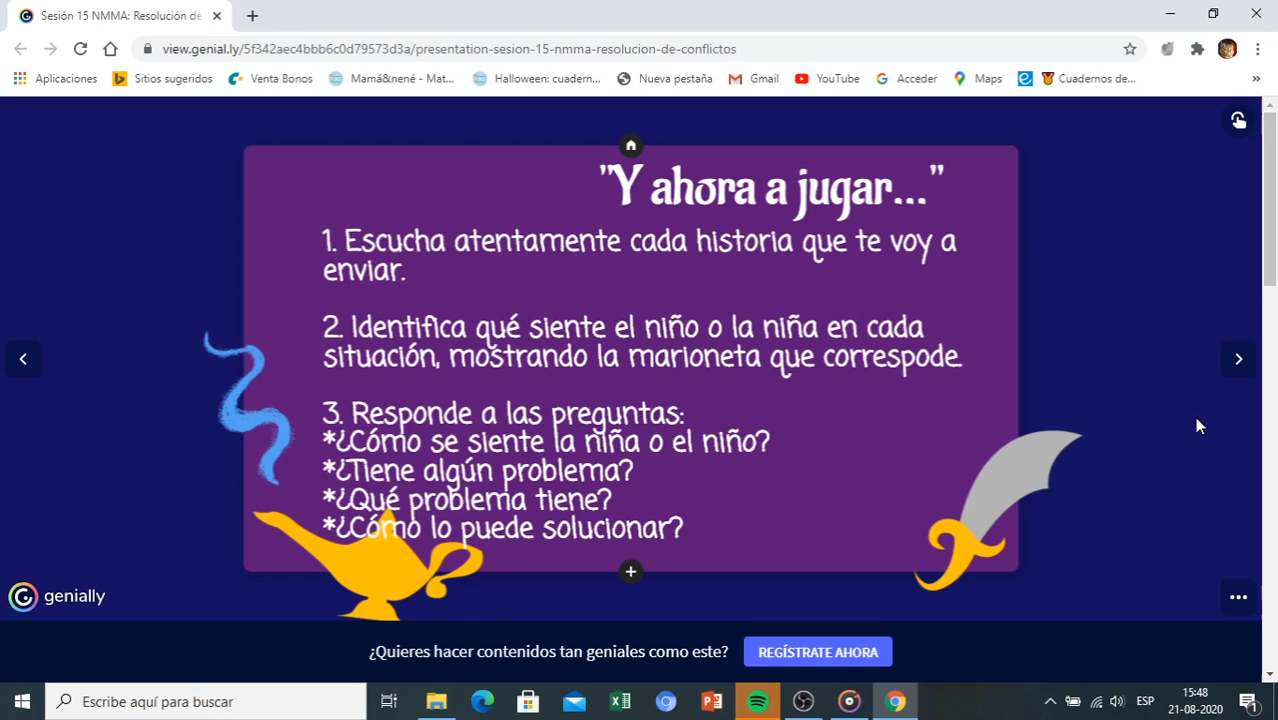 Sesión 15 NMMA: Resolución de
view.genial.ly/5f342aec4bbb6c0d79573d3a/presentation-sesion-15-nmma-resolucion-de-conflictos
Aplicaciones Sitios sugeridos Venta Bonos Mamá&nené - Mat... Halloween: cuadern... Nueva pestaña Gmail YouTube Acceder Maps Cuadernos de... »
"Y ahora a jugar..."
1. Escucha atentamente cada historia que te voy a
enviar.
2. Identifica qué siente el niño o la niña en cada
situación, mostrando la marioneta que correspode.
3. Responde a las preguntas:
*¿Cómo se siente la niña o el niño?
*¿Tiene algún problema?
*¿Qué problema tiene?
*¿Cómo lo puede solucionar?
genially
¿Quieres hacer contenidos tan geniales como este? REGÍSTRATE AHORA
Escribe aquí para buscar
ESP
15:48
21-08-2020
1